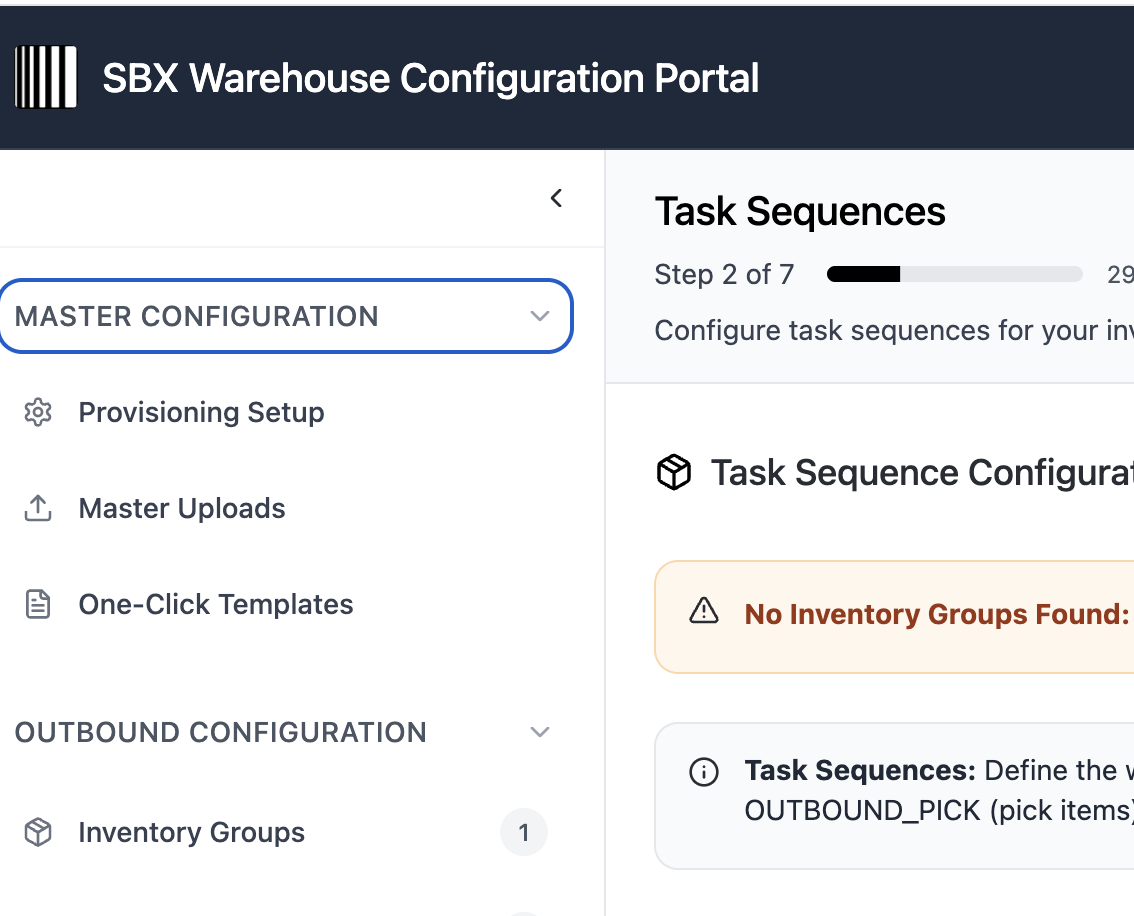 SBX Warehouse Configuration Portal
MASTER CONFIGURATION
Provisioning Setup
Master Uploads
One-Click Templates
OUTBOUND CONFIGURATION
Inventory Groups 1
Task Sequences
Step 2 of 7 29
Configure task sequences for your
Task Sequence
No Inventory Groups Found:
Task Sequences: Define the
OUTBOUND_PICK (pick items)